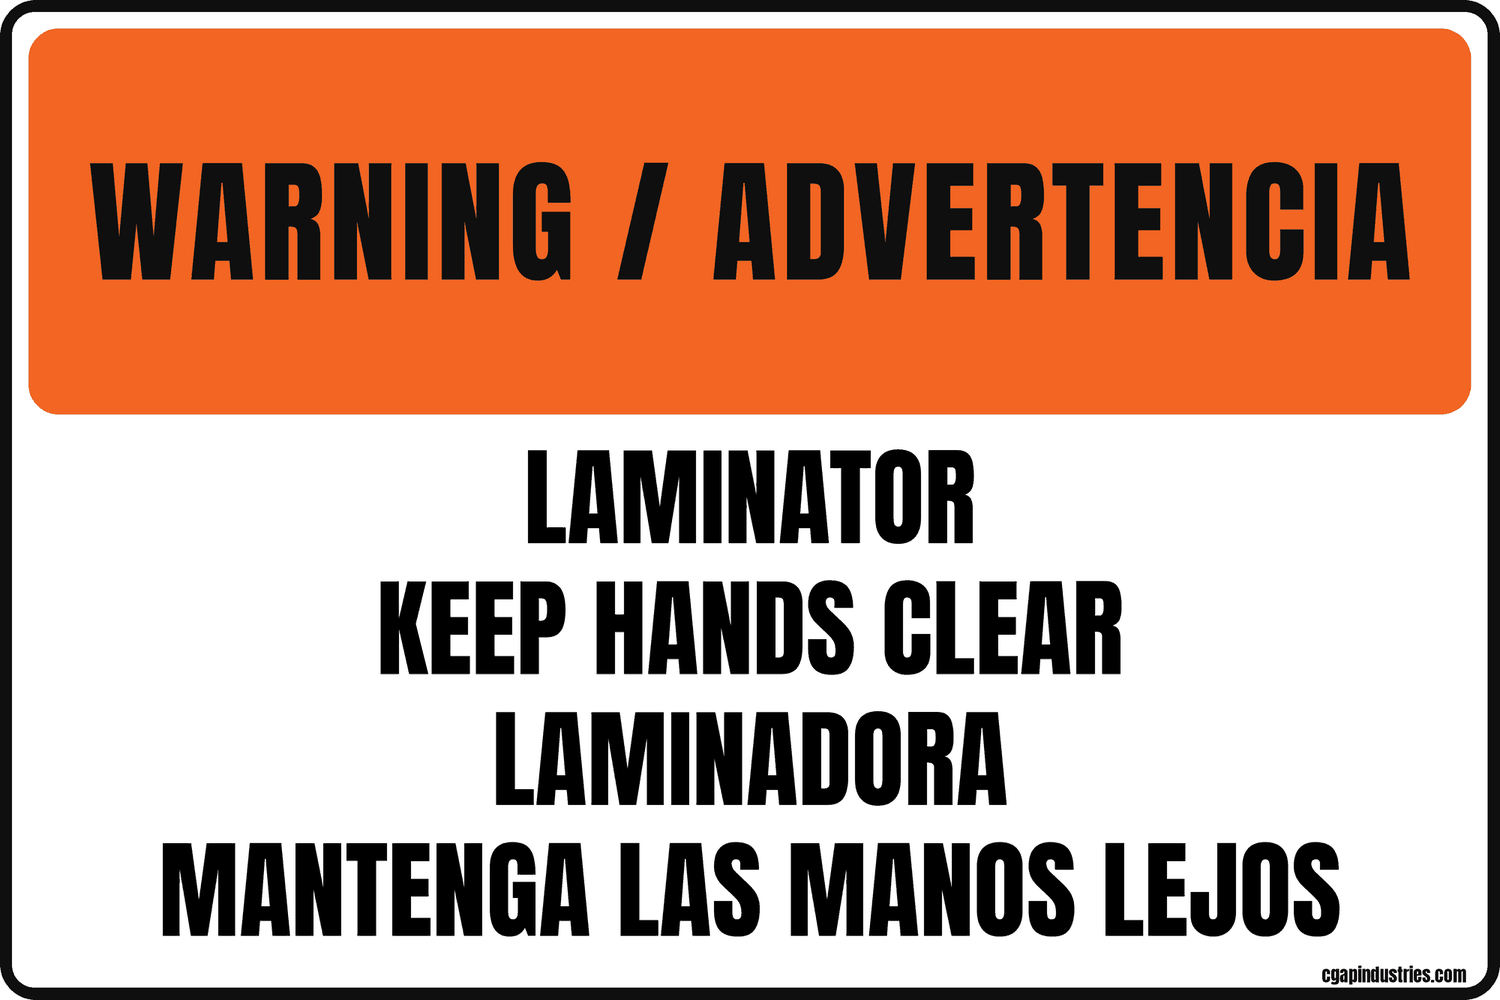 WARNING / ADVERTENCIA
LAMINATOR
KEEP HANDS CLEAR
LAMINADORA
MANTENGA LAS MANOS LEJOS
cgapindustries.com